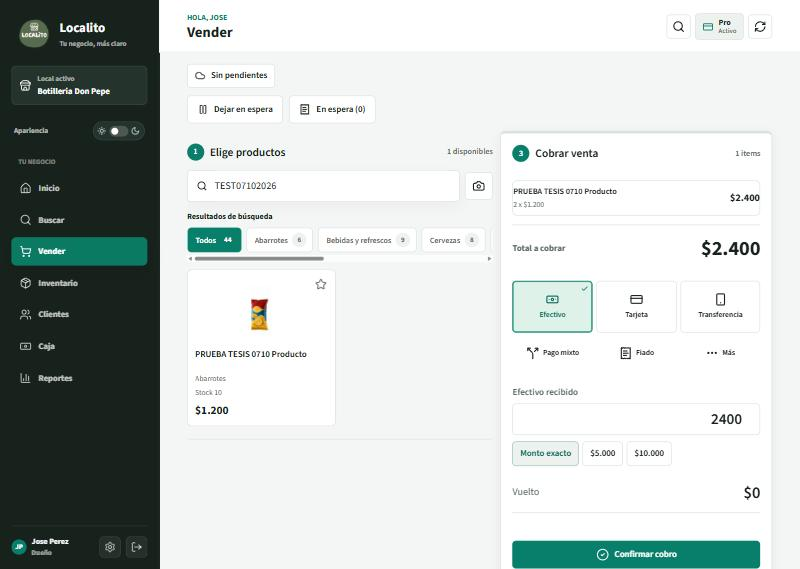 LOCALITO
Localito
Tu negocio, más claro
Local activo
Botilleria Don Pepe
Apariencia
TU NEGOCIO
Inicio
Buscar
Vender
Inventario
Clientes
Caja
Reportes
JP
Jose Perez
Dueño
HOLA, JOSE
Vender
Pro
Activo
Sin pendientes
Dejar en espera
En espera (0)
1 Elige productos
1 disponibles
TEST07102026
Resultados de búsqueda
Todos 44
Abarrotes 6
Bebidas y refrescos 9
Cervezas 8
PRUEBA TESIS 0710 Producto
Abarrotes
Stock 10
$1.200
3 Cobrar venta
1 items
PRUEBA TESIS 0710 Producto
2 x $1.200
$2.400
Total a cobrar
$2.400
Efectivo
Tarjeta
Transferencia
Pago mixto
Fiado
Más
Efectivo recibido
2400
Monto exacto
$5.000
$10.000
Vuelto
$0
Confirmar cobro